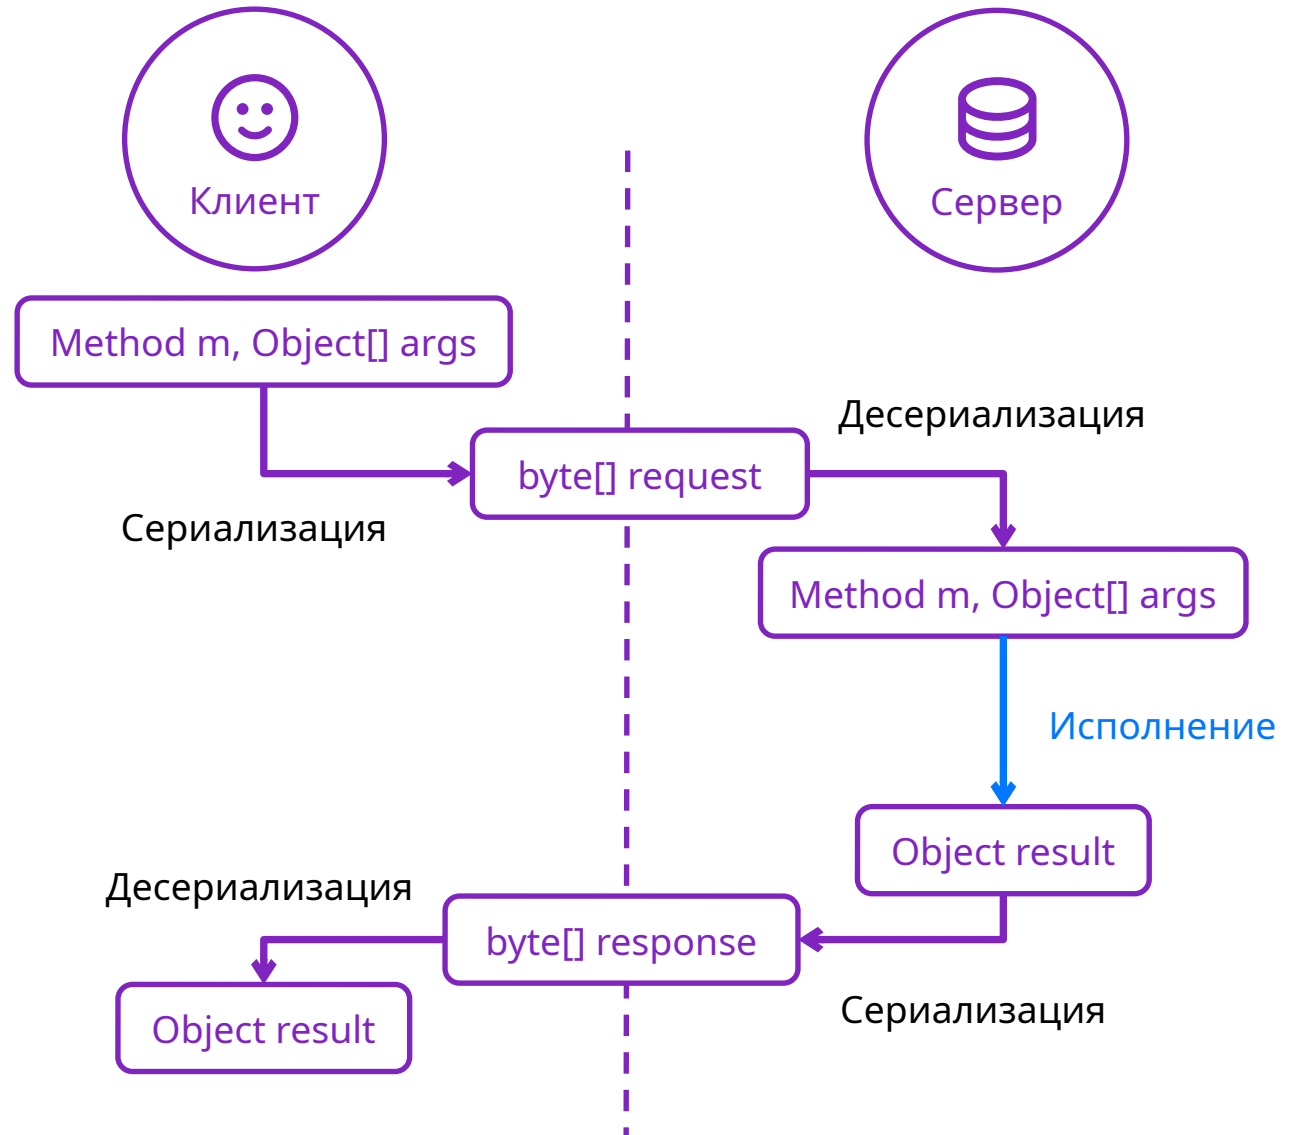 Клиент
Сервер
Method m, Object[] args
Десериализация
byte[] request
Сериализация
Method m, Object[] args
Исполнение
Object result
Десериализация
byte[] response
Сериализация
Object result